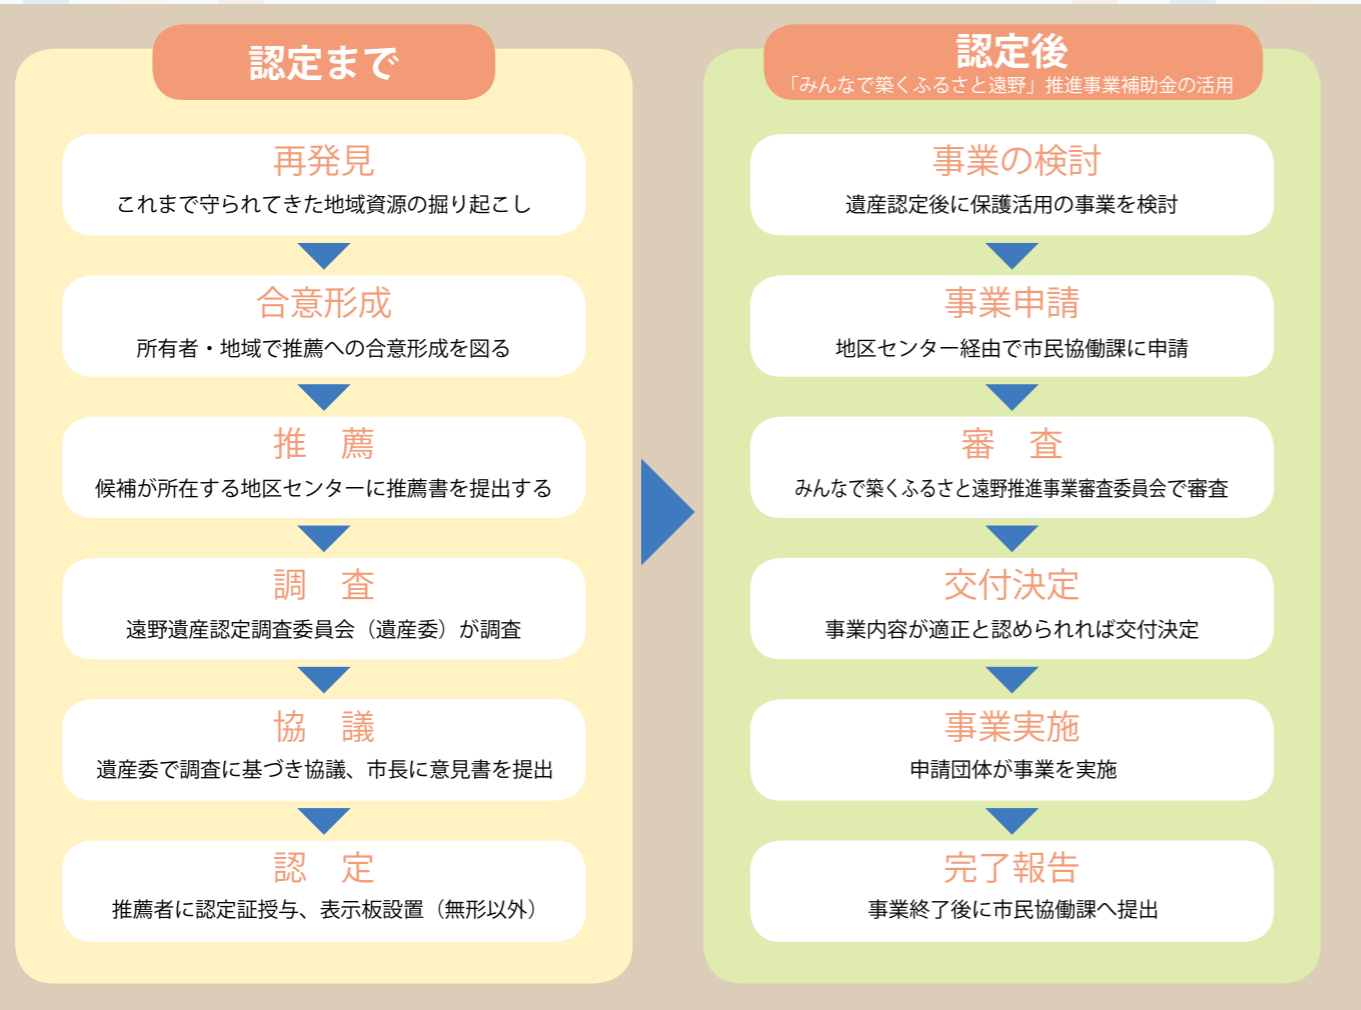 認定まで
再発見
これまで守られてきた地域資源の掘り起こし
合意形成
所有者・地域で推薦への合意形成を図る
推　薦
候補が所在する地区センターに推薦書を提出する
調　査
遠野遺産認定調査委員会（遺産委）が調査
協　議
遺産委で調査に基づき協議、市長に意見書を提出
認　定
推薦者に認定証授与、表示板設置（無形以外）
認定後
「みんなで築くふるさと遠野」推進事業補助金の活用
事業の検討
遺産認定後に保護活用の事業を検討
事業申請
地区センター経由で市民協働課に申請
審　査
みんなで築くふるさと遠野推進事業審査委員会で審査
交付決定
事業内容が適正と認められれば交付決定
事業実施
申請団体が事業を実施
完了報告
事業終了後に市民協働課へ提出